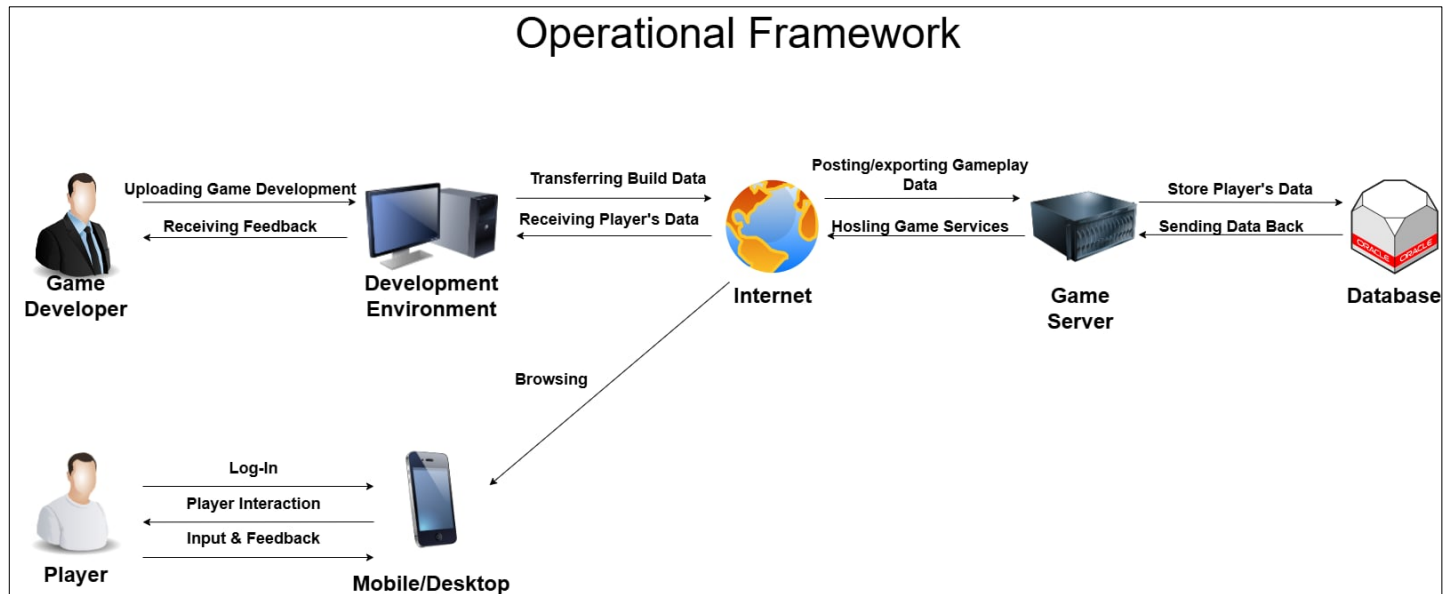 Operational Framework
Uploading Game Development
Receiving Feedback
Transferring Build Data
Receiving Player's Data
Posting/exporting Gameplay
Data
Hosling Game Services
Store Player's Data
Sending Data Back
ORACLE ORACLE
Game
Developer
Development
Environment
Internet
Game
Server
Database
Browsing
Log-In
Player Interaction
Input & Feedback
Player
Mobile/Desktop